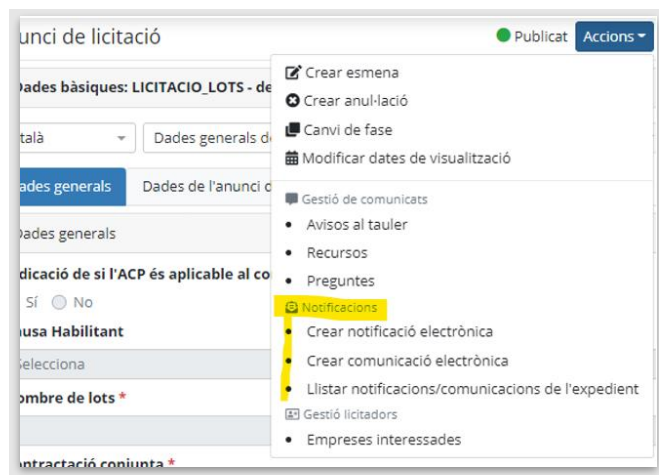 unci de licitació
Publicat
Accions
Dades bàsiques: LICITACIO_LOTS - de
Crear esmena
Crear anul·lació
Canvi de fase
Modificar dates de visualització
talà
Dades generals d
ades generals
Dades de l'anunci d
Gestió de comunicats
• Avisos al tauler
• Recursos
• Preguntes
Dades generals
dicació de si l'ACP és aplicable al co
Sí
No
Notificacions
• Crear notificació electrònica
• Crear comunicació electrònica
• Llistar notificacions/comunicacions de l'expedient
ausa Habilitant
Selecciona
ombre de lots *
Gestió licitadors
• Empreses interessades
ontractació conjunta *